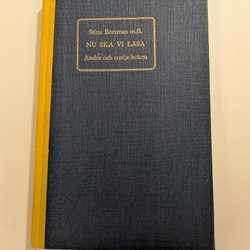 Stina Borrman m.fl.
NU SKA VI LÄSA
Andra och tredje boken